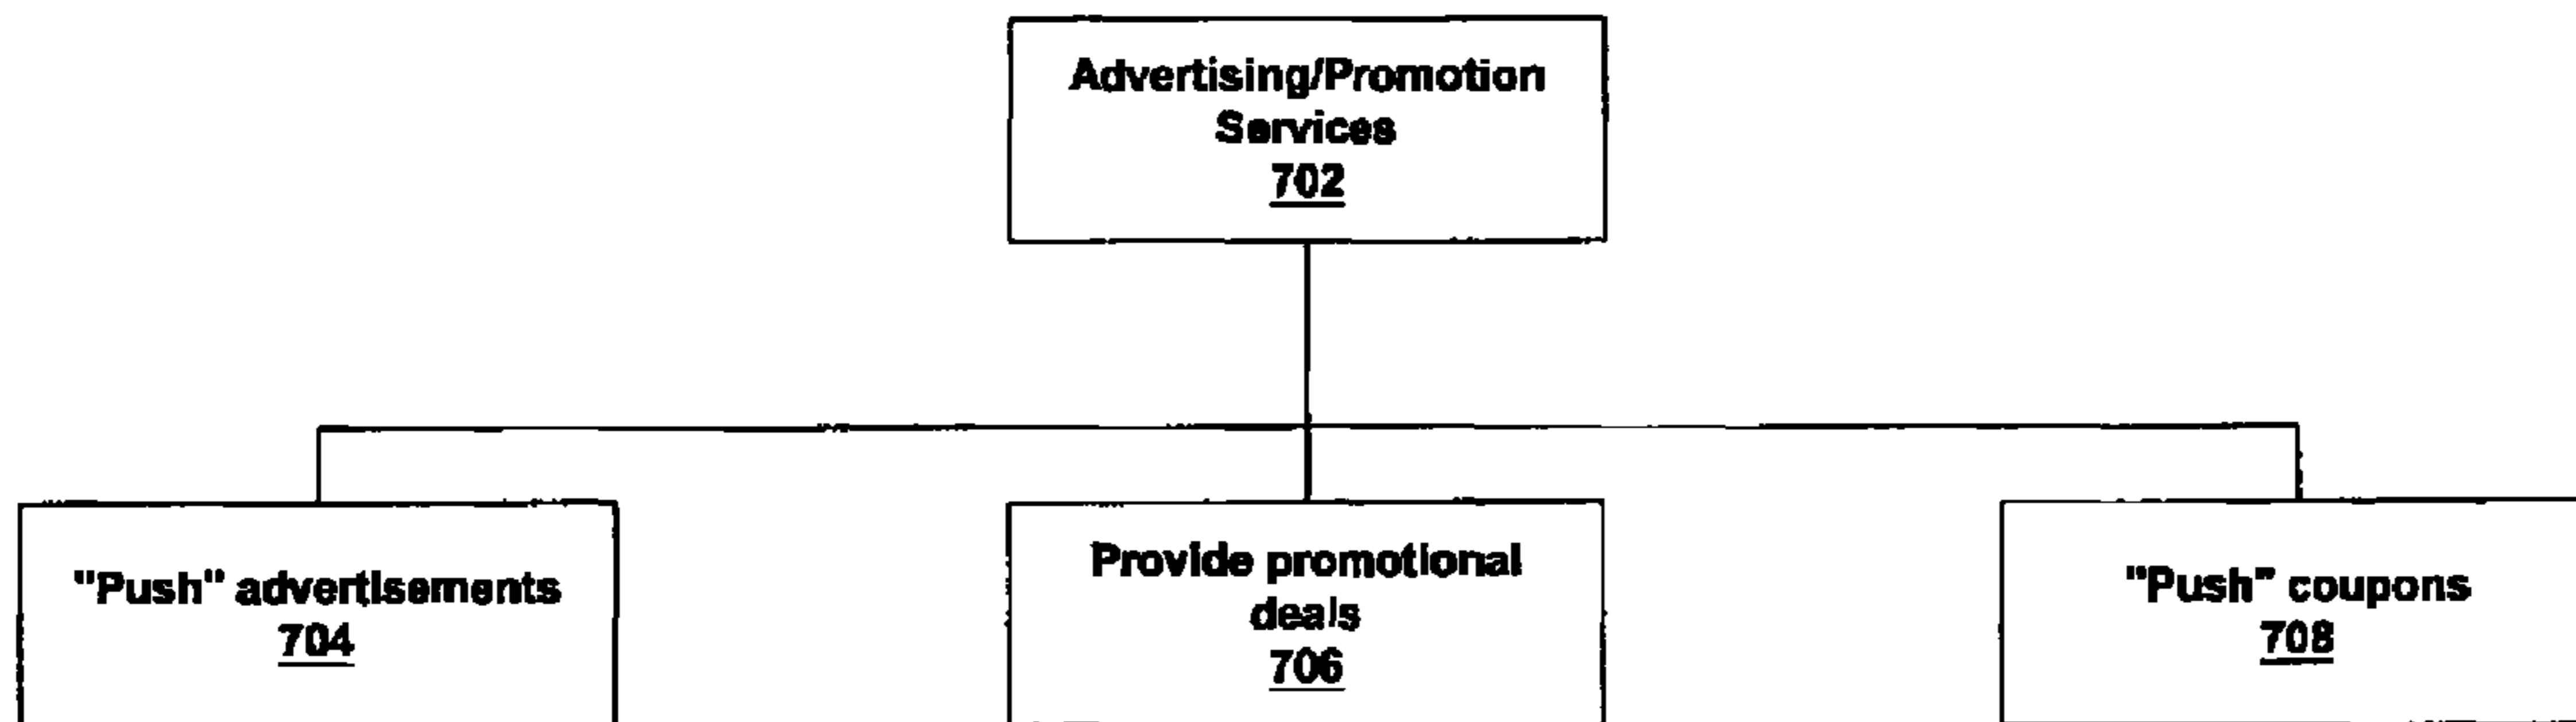 Advertising/Promotion
Services
702
"Push" advertisements
704
Provide promotional
deals
706
"Push" coupons
708